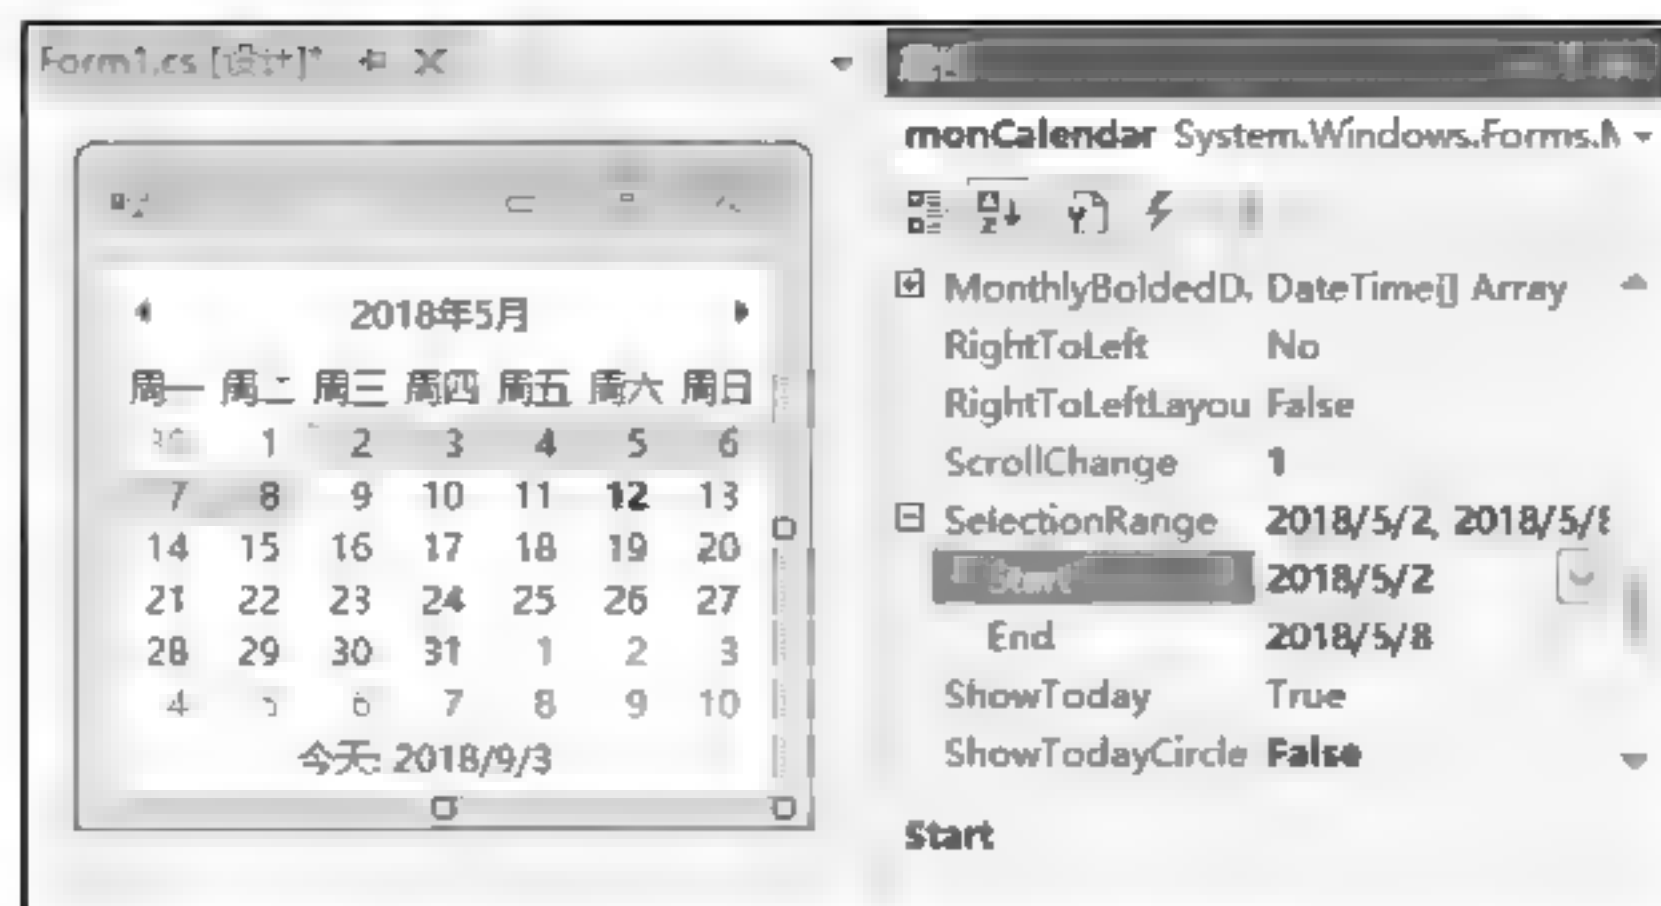 Form1.cs [设计]*
2018年5月
周一 周二 周三 周四 周五 周六 周日
30 1 2 3 4 5 6
7 8 9 10 11 12 13
14 15 16 17 18 19 20
21 22 23 24 25 26 27
28 29 30 31 1 2 3
4 5 6 7 8 9 10
今天: 2018/9/3
monCalendar System.Windows.Forms.M
MonthlyBoldedD. DateTime[] Array
RightToLeft No
RightToLeftLayou False
ScrollChange 1
SelectionRange 2018/5/2, 2018/5/8
Start 2018/5/2
End 2018/5/8
ShowToday True
ShowTodayCircle False
Start